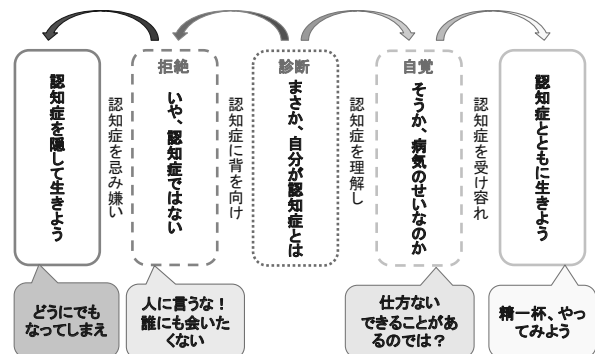 認知症を隠して生きよう
認知症を忌み嫌い
拒絶
いや、認知症ではない
認知症に背を向け
診断
まさか、自分が認知症とは
認知症を理解し
自覚
そうか、病気のせいなのか
認知症を受け容れ
認知症とともに生きよう
どうにでも
なってしまえ
人に言うな！
誰にも会いた
くない
仕方ない
できることがあ
るのでは？
精一杯、やっ
てみよう